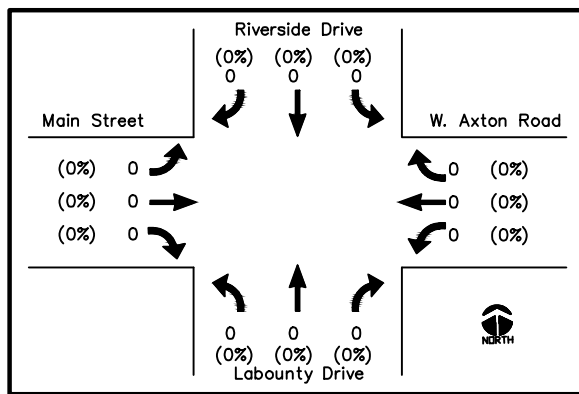 Riverside Drive
(0%) (0%) (0%)
0 0 0
Main Street
W. Axton Road
(0%) 0
0 (0%)
(0%) 0
0 (0%)
(0%) 0
0 (0%)
0 0 0
(0%) (0%) (0%)
Labounty Drive
NORTH